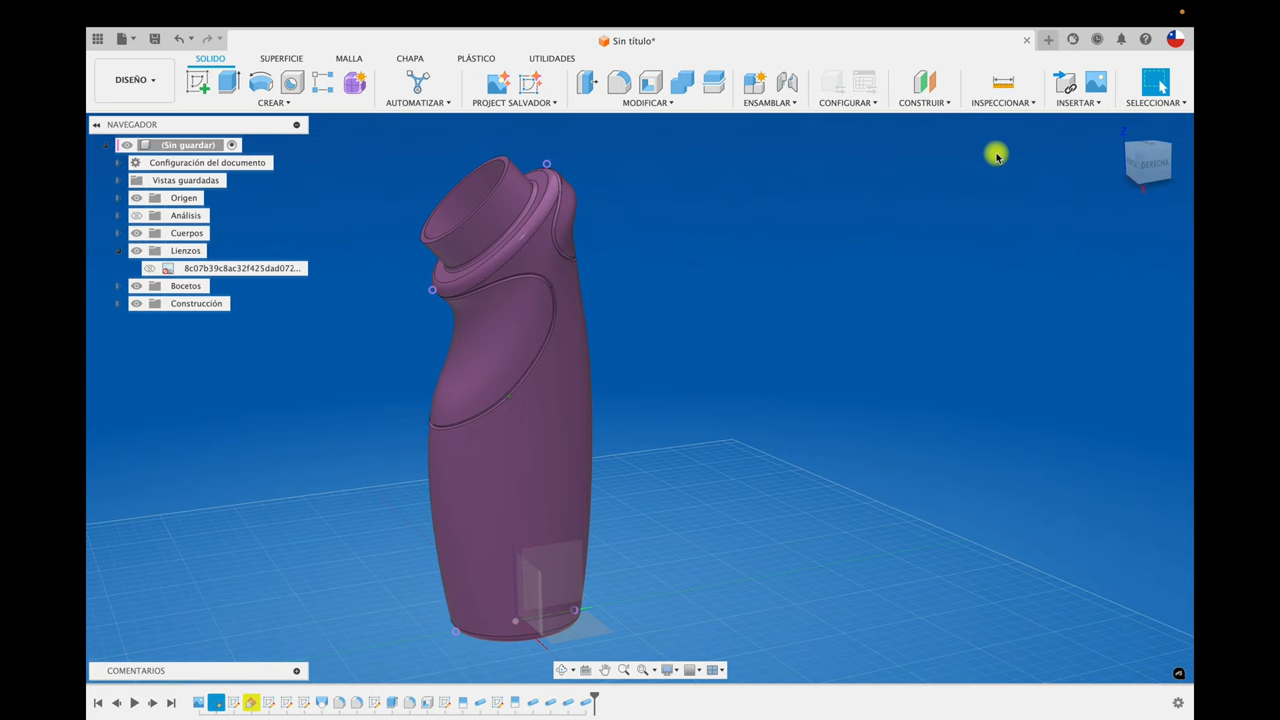 Sin título*
DISEÑO
SOLIDO SUPERFICIE MALLA CHAPA PLÁSTICO UTILIDADES
CREAR AUTOMATIZAR PROJECT SALVADOR MODIFICAR ENSAMBLAR CONFIGURAR CONSTRUIR INSPECCIONAR INSERTAR SELECCIONAR
NAVEGADOR
(Sin guardar)
Configuración del documento
Vistas guardadas
Origen
Análisis
Cuerpos
Lienzos
8c07b39c8ac32f425dad072...
Bocetos
Construcción
Z
DERECHA
X
COMENTARIOS